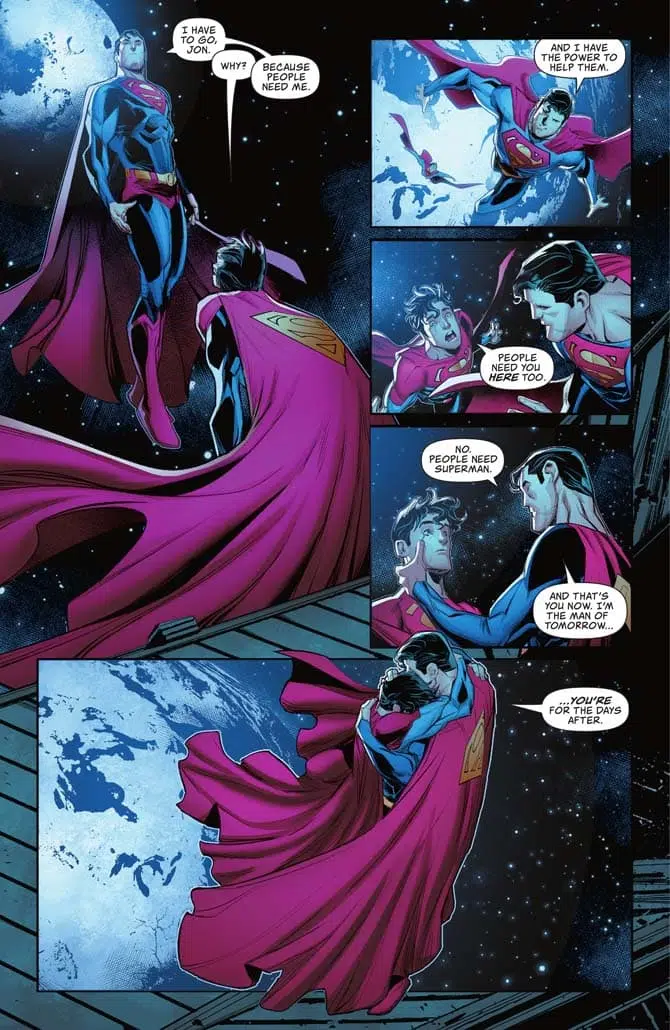 I HAVE
TO GO,
JON.
WHY?
BECAUSE
PEOPLE
NEED ME.
AND I HAVE
THE POWER TO
HELP THEM.
PEOPLE
NEED YOU
HERE TOO.
NO.
PEOPLE NEED
SUPERMAN.
AND THAT'S
YOU NOW. I'M
THE MAN OF
TOMORROW...
...YOU'RE
FOR THE DAYS
AFTER.